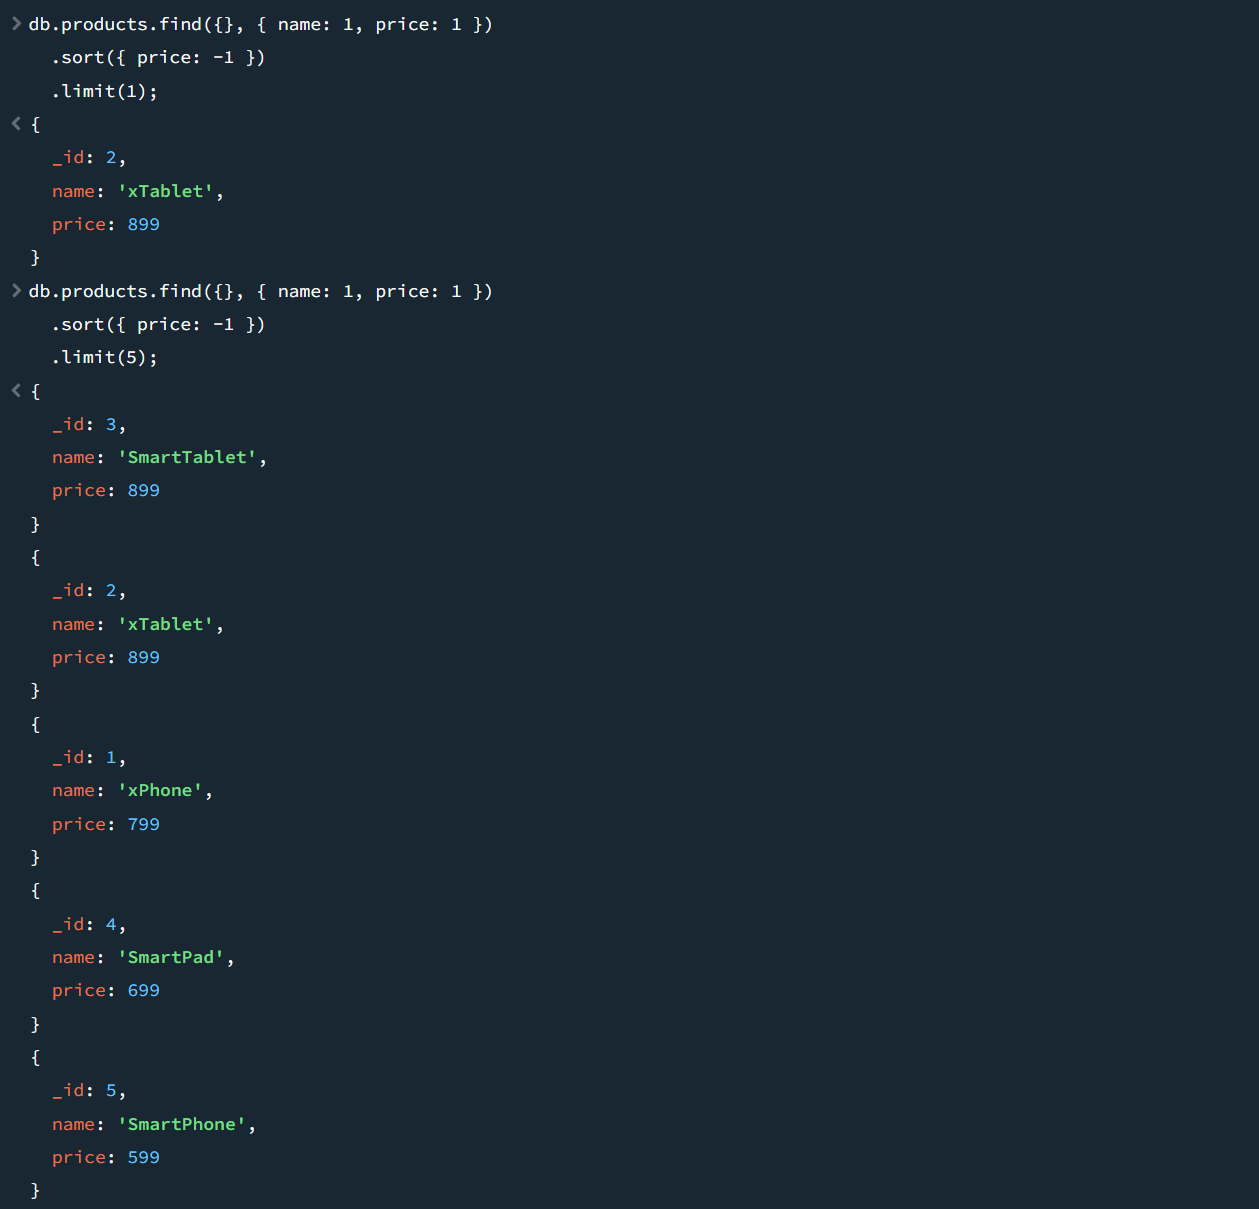 > db.products.find({}, { name: 1, price: 1 })
.sort({ price: -1 })
.limit(1);
< {
_id: 2,
name: 'xTablet',
price: 899
}
> db.products.find({}, { name: 1, price: 1 })
.sort({ price: -1 })
.limit(5);
< {
_id: 3,
name: 'SmartTablet',
price: 899
}
{
_id: 2,
name: 'xTablet',
price: 899
}
{
_id: 1,
name: 'xPhone',
price: 799
}
{
_id: 4,
name: 'SmartPad',
price: 699
}
{
_id: 5,
name: 'SmartPhone',
price: 599
}